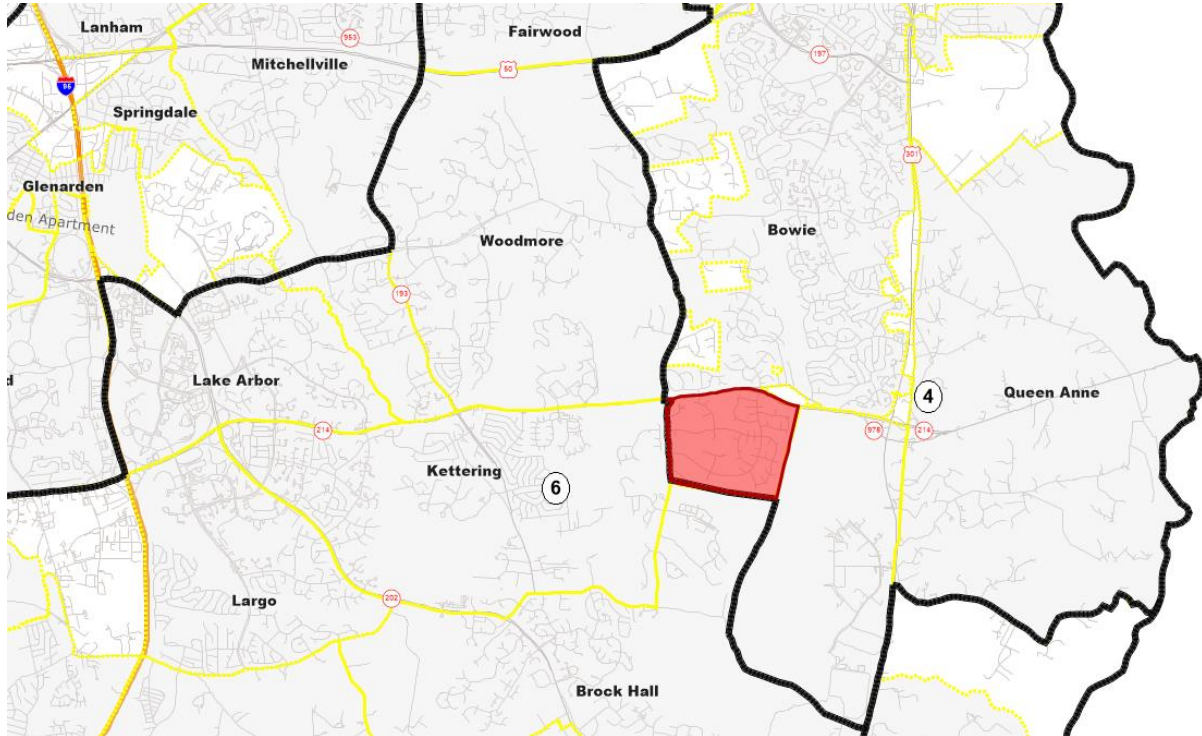 Lanham
953
Fairwood
Mitchellville
50
197
95
Springdale
301
Glenarden
den Apartment
Woodmore
Bowie
193
Lake Arbor
4
Queen Anne
d
214
978
214
Kettering
6
Largo
202
Brock Hall